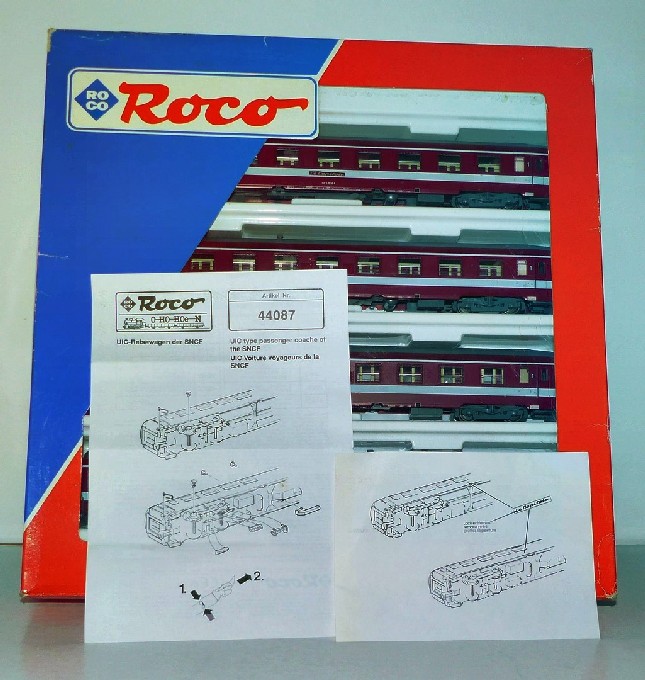 RO
CO
Roco
Roco
O-HO-HOe-N
Artikel Nr.:
44087
UIC-Reisewagen der SNCF
UIC type passenger coache of
the SNCF
UIC Voiture voyageurs de la
SNCF
1.
2.